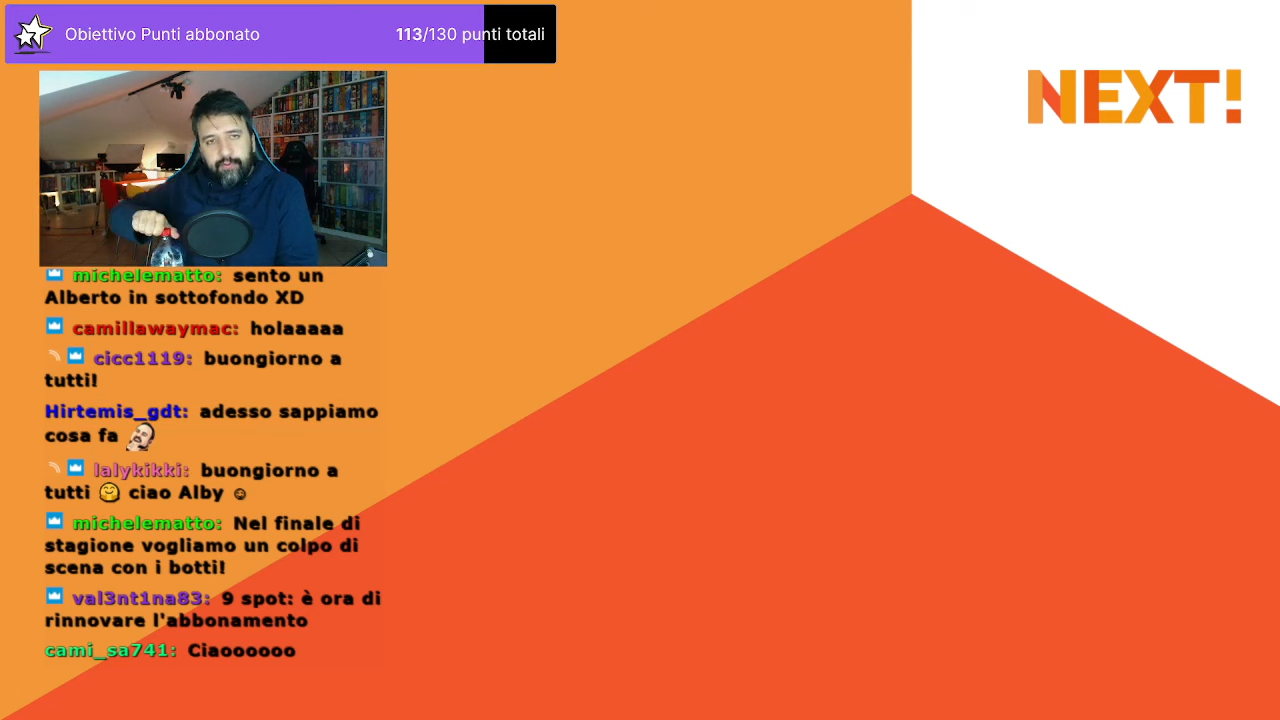 Obiettivo Punti abbonato 113/130 punti totali
NEXT!
michelematto: sento un
Alberto in sottofondo XD
camillawaymac: holaaaaa
cicc1119: buongiorno a
tutti!
Hirtemis_gdt: adesso sappiamo
cosa fa
lalykikki: buongiorno a
tutti 🤗 ciao Alby
michelematto: Nel finale di
stagione vogliamo un colpo di
scena con i botti!
val3nt1na83: 9 spot: è ora di
rinnovare l'abbonamento
cami_sa741: Ciaoooooo